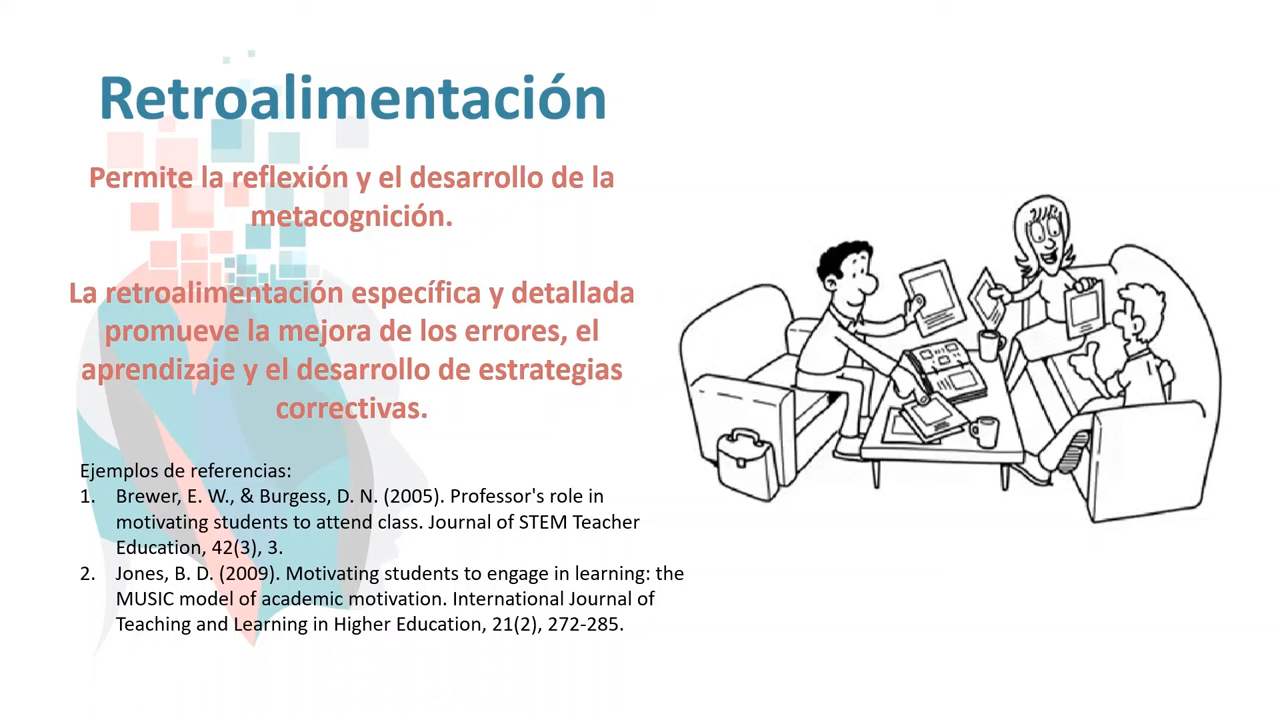 Retroalimentación
Permite la reflexión y el desarrollo de la
metacognición.
La retroalimentación específica y detallada
promueve la mejora de los errores, el
aprendizaje y el desarrollo de estrategias
correctivas.
Ejemplos de referencias:
1. Brewer, E. W., & Burgess, D. N. (2005). Professor's role in
motivating students to attend class. Journal of STEM Teacher
Education, 42(3), 3.
2. Jones, B. D. (2009). Motivating students to engage in learning: the
MUSIC model of academic motivation. International Journal of
Teaching and Learning in Higher Education, 21(2), 272-285.